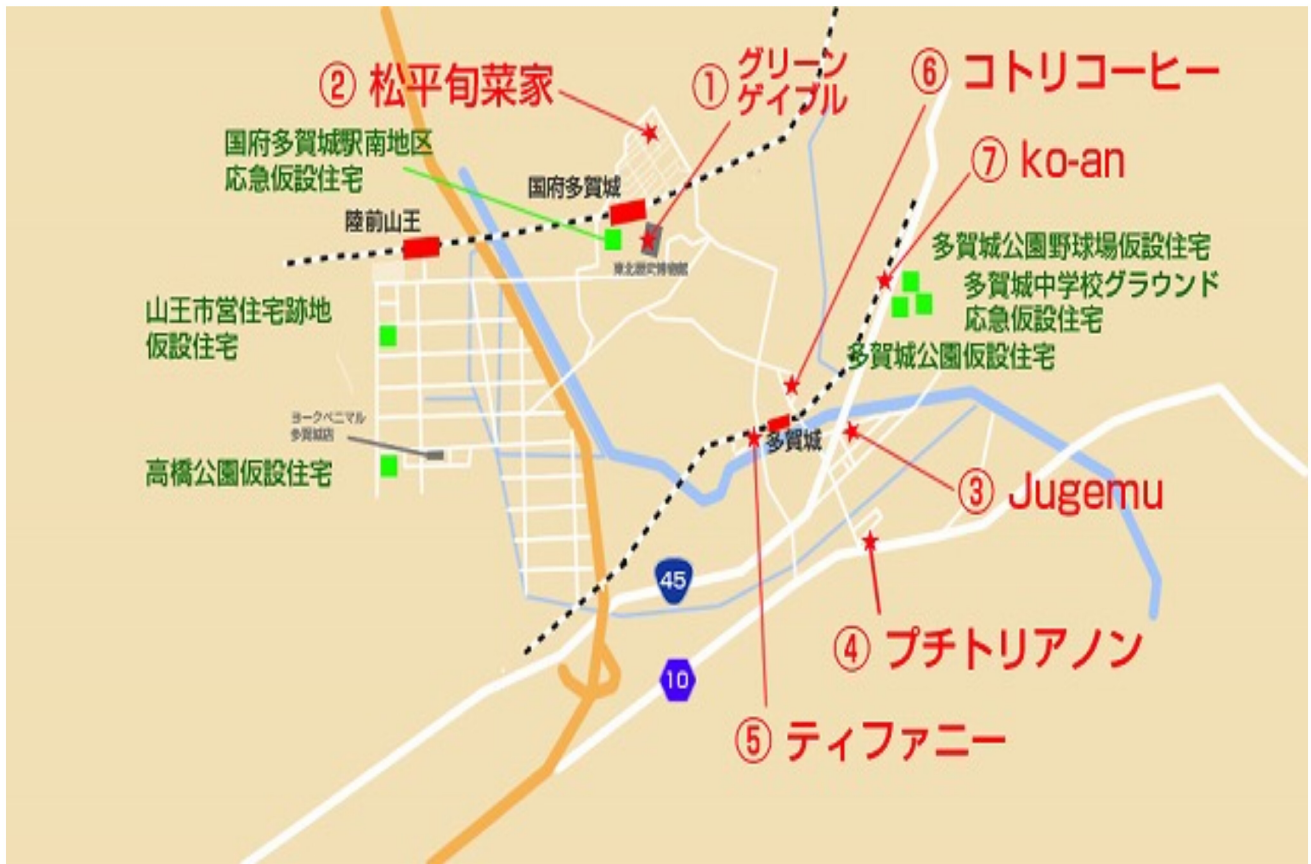 ② 松平旬菜家
① グリーン
ゲイブル
⑥ コトリコーヒー
国府多賀城駅南地区
応急仮設住宅
国府多賀城
⑦ ko-an
陸前山王
東北歴史博物館
多賀城公園野球場仮設住宅
多賀城中学校グラウンド
応急仮設住宅
山王市営住宅跡地
仮設住宅
多賀城公園仮設住宅
ヨークベニマル
多賀城店
多賀城
高橋公園仮設住宅
③ Jugemu
45
④ プチトリアノン
10
⑤ ティファニー